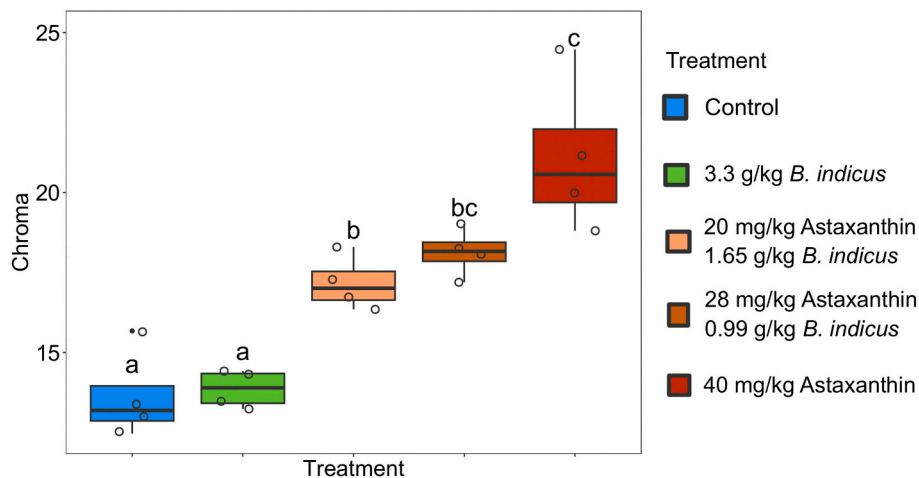 25
20
15
Chroma
a
a
b
bc
c
Treatment
Treatment
Control
3.3 g/kg B. indicus
20 mg/kg Astaxanthin
1.65 g/kg B. indicus
28 mg/kg Astaxanthin
0.99 g/kg B. indicus
40 mg/kg Astaxanthin